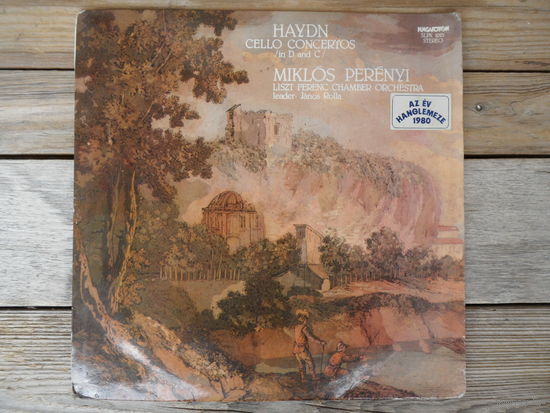 HAYDN
CELLO CONCERTOS
/in D and C/
MIKLÓS PERÉNYI
LISZT FERENC CHAMBER ORCHESTRA
leader: János Rolla
HUNGAROTON
STEREO
AZ ÉV
HANGLEMEZE
1980